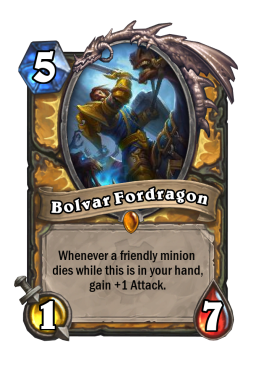 5
Bolvar Fordragon
Whenever a friendly minion
dies while this is in your hand,
gain +1 Attack.
1
7